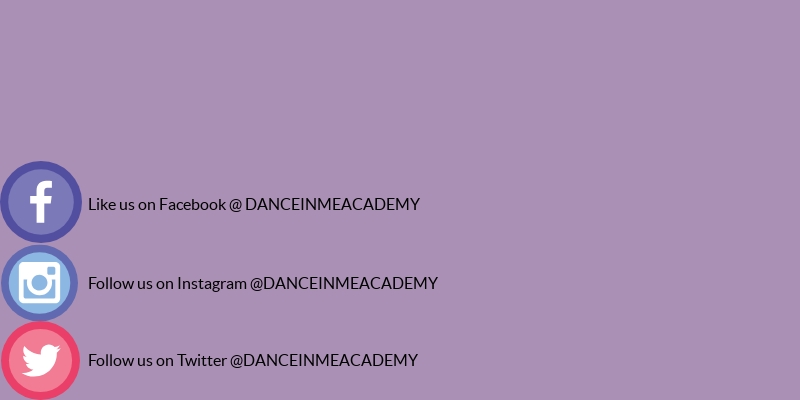 Like us on Facebook @ DANCEINMEACADEMY
Follow us on Instagram @DANCEINMEACADEMY
Follow us on Twitter @DANCEINMEACADEMY